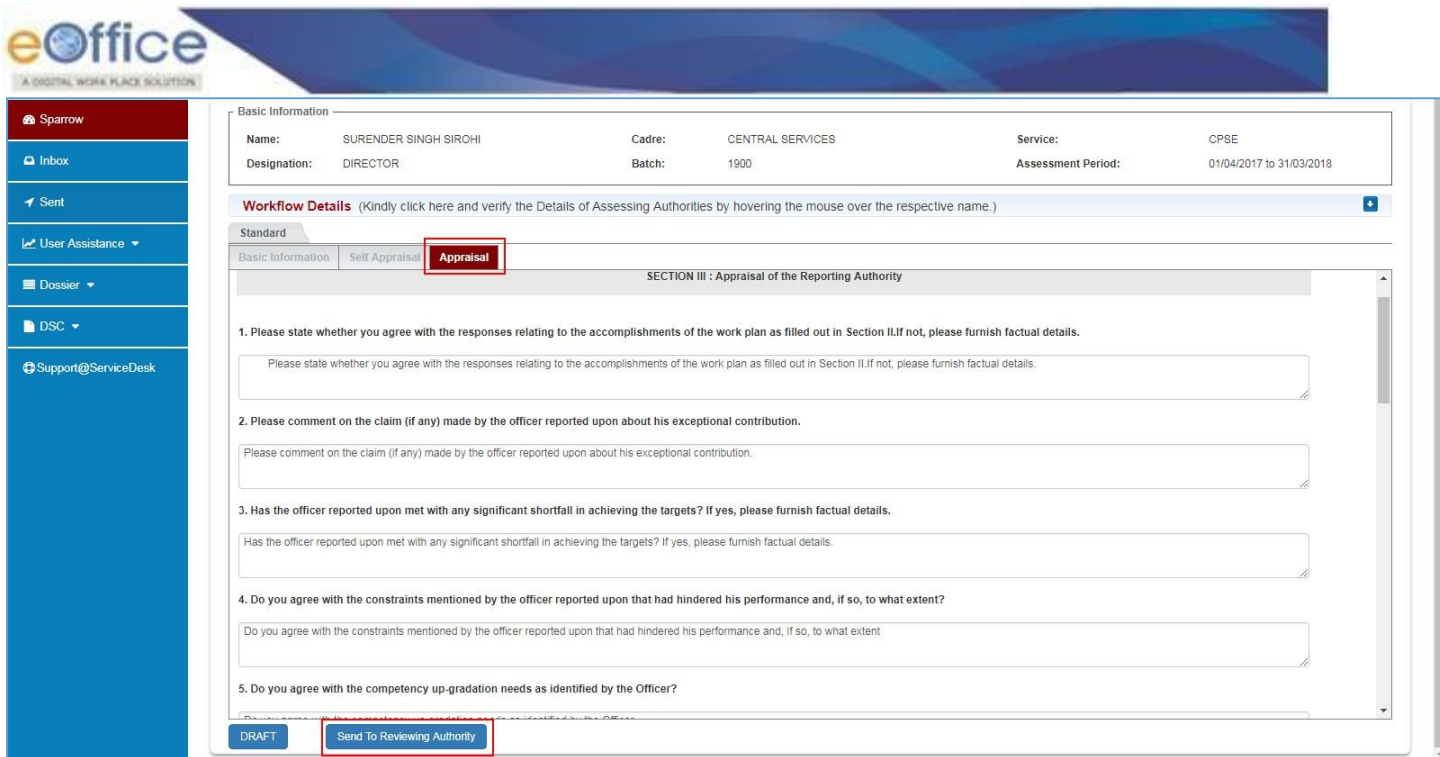 eOffice
A DIGITAL WORK PLACE SOLUTION
Sparrow
Inbox
Sent
User Assistance
Dossier
DSC
Support@ServiceDesk
Basic Information
Name: SURENDER SINGH SIROHI Cadre: CENTRAL SERVICES Service: CPSE
Designation: DIRECTOR Batch: 1900 Assessment Period: 01/04/2017 to 31/03/2018
Workflow Details (Kindly click here and verify the Details of Assessing Authorities by hovering the mouse over the respective name.)
Standard
Basic Information Self Appraisal Appraisal
SECTION III : Appraisal of the Reporting Authority
1. Please state whether you agree with the responses relating to the accomplishments of the work plan as filled out in Section II.If not, please furnish factual details.
Please state whether you agree with the responses relating to the accomplishments of the work plan as filled out in Section II.If not, please furnish factual details.
2. Please comment on the claim (if any) made by the officer reported upon about his exceptional contribution.
Please comment on the claim (if any) made by the officer reported upon about his exceptional contribution.
3. Has the officer reported upon met with any significant shortfall in achieving the targets? If yes, please furnish factual details.
Has the officer reported upon met with any significant shortfall in achieving the targets? If yes, please furnish factual details.
4. Do you agree with the constraints mentioned by the officer reported upon that had hindered his performance and, if so, to what extent?
Do you agree with the constraints mentioned by the officer reported upon that had hindered his performance and, if so, to what extent
5. Do you agree with the competency up-gradation needs as identified by the Officer?
Do you agree with the competency up-gradation needs as identified by the Officer
DRAFT Send To Reviewing Authority